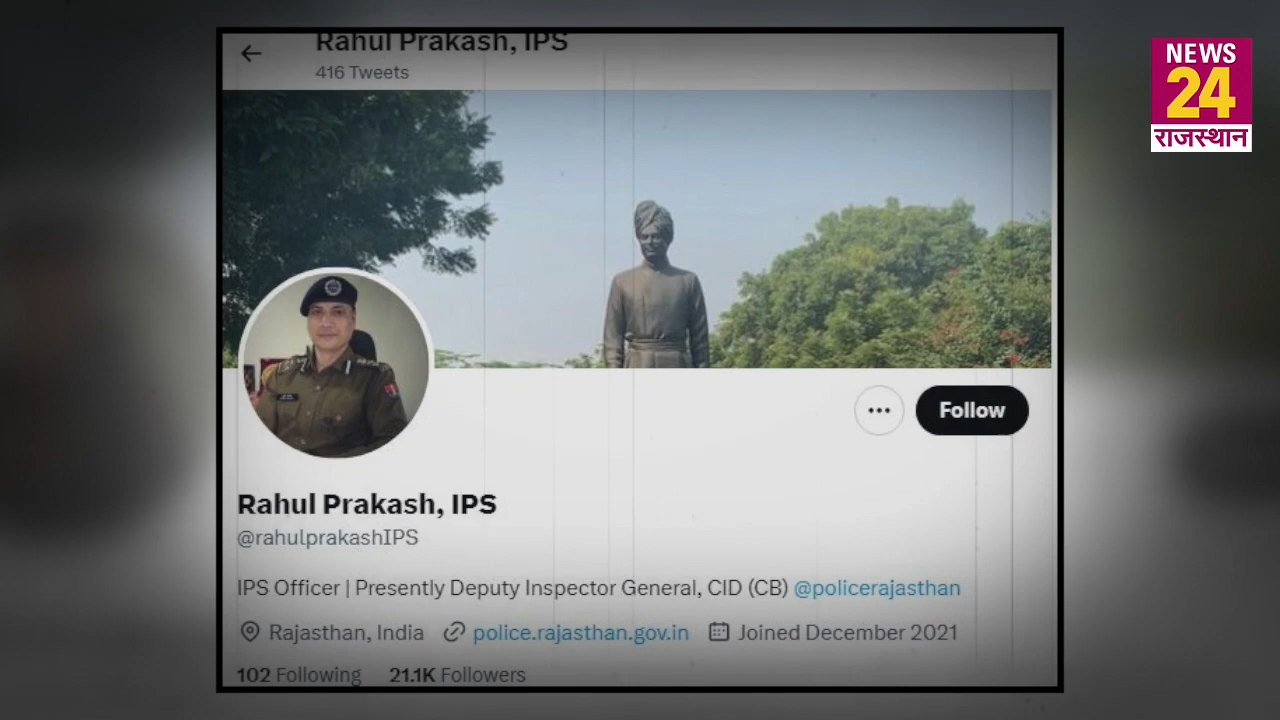 Rahul Prakash, IPS
416 Tweets
NEWS
24
राजस्थान
Follow
Rahul Prakash, IPS
@rahulprakashIPS
IPS Officer | Presently Deputy Inspector General, CID (CB) @policerajasthan
Rajasthan, India police.rajasthan.gov.in Joined December 2021
102 Following 21.1K Followers